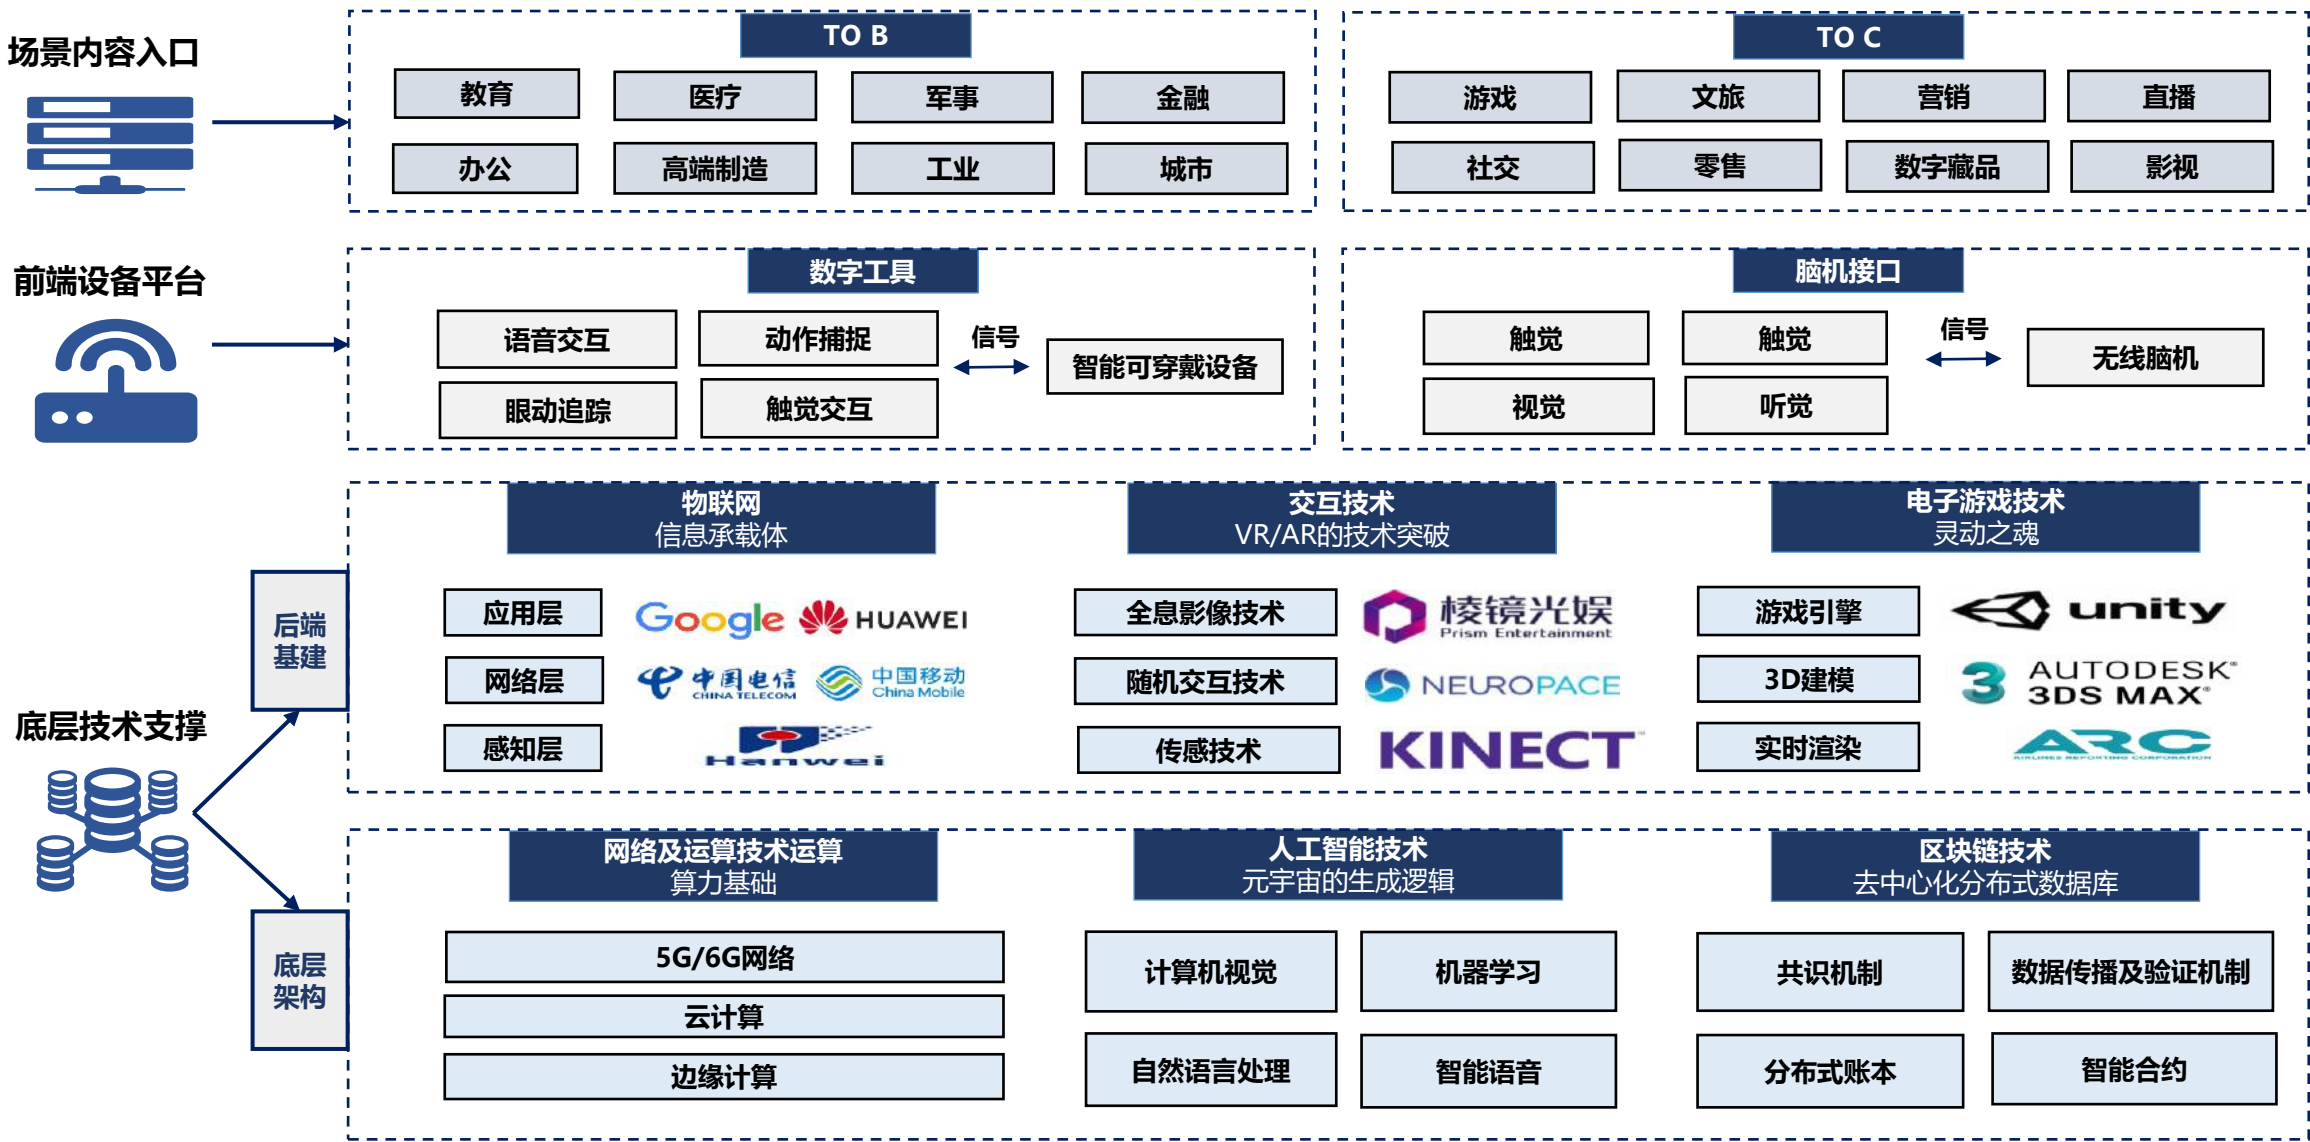 场景内容入口
TO B
教育
医疗
军事
金融
办公
高端制造
工业
城市
TO C
游戏
文旅
营销
直播
社交
零售
数字藏品
影视
前端设备平台
数字工具
语音交互
动作捕捉
眼动追踪
触觉交互
信号
智能可穿戴设备
脑机接口
触觉
触觉
视觉
听觉
信号
无线脑机
底层技术支撑
后端
基建
物联网
信息承载体
应用层
Google
HUAWEI
网络层
中国电信
CHINA TELECOM
中国移动
China Mobile
感知层
Hanwei
交互技术
VR/AR的技术突破
全息影像技术
棱镜光娱
Prism Entertainment
随机交互技术
NEUROPACE
传感技术
KINECT
电子游戏技术
灵动之魂
游戏引擎
unity
3D建模
3
AUTODESK®
3DS MAX®
实时渲染
ARC
AIRLINES REPORTING CORPORATION
底层
架构
网络及运算技术运算
算力基础
5G/6G网络
云计算
边缘计算
人工智能技术
元宇宙的生成逻辑
计算机视觉
机器学习
自然语言处理
智能语音
区块链技术
去中心化分布式数据库
共识机制
数据传播及验证机制
分布式账本
智能合约